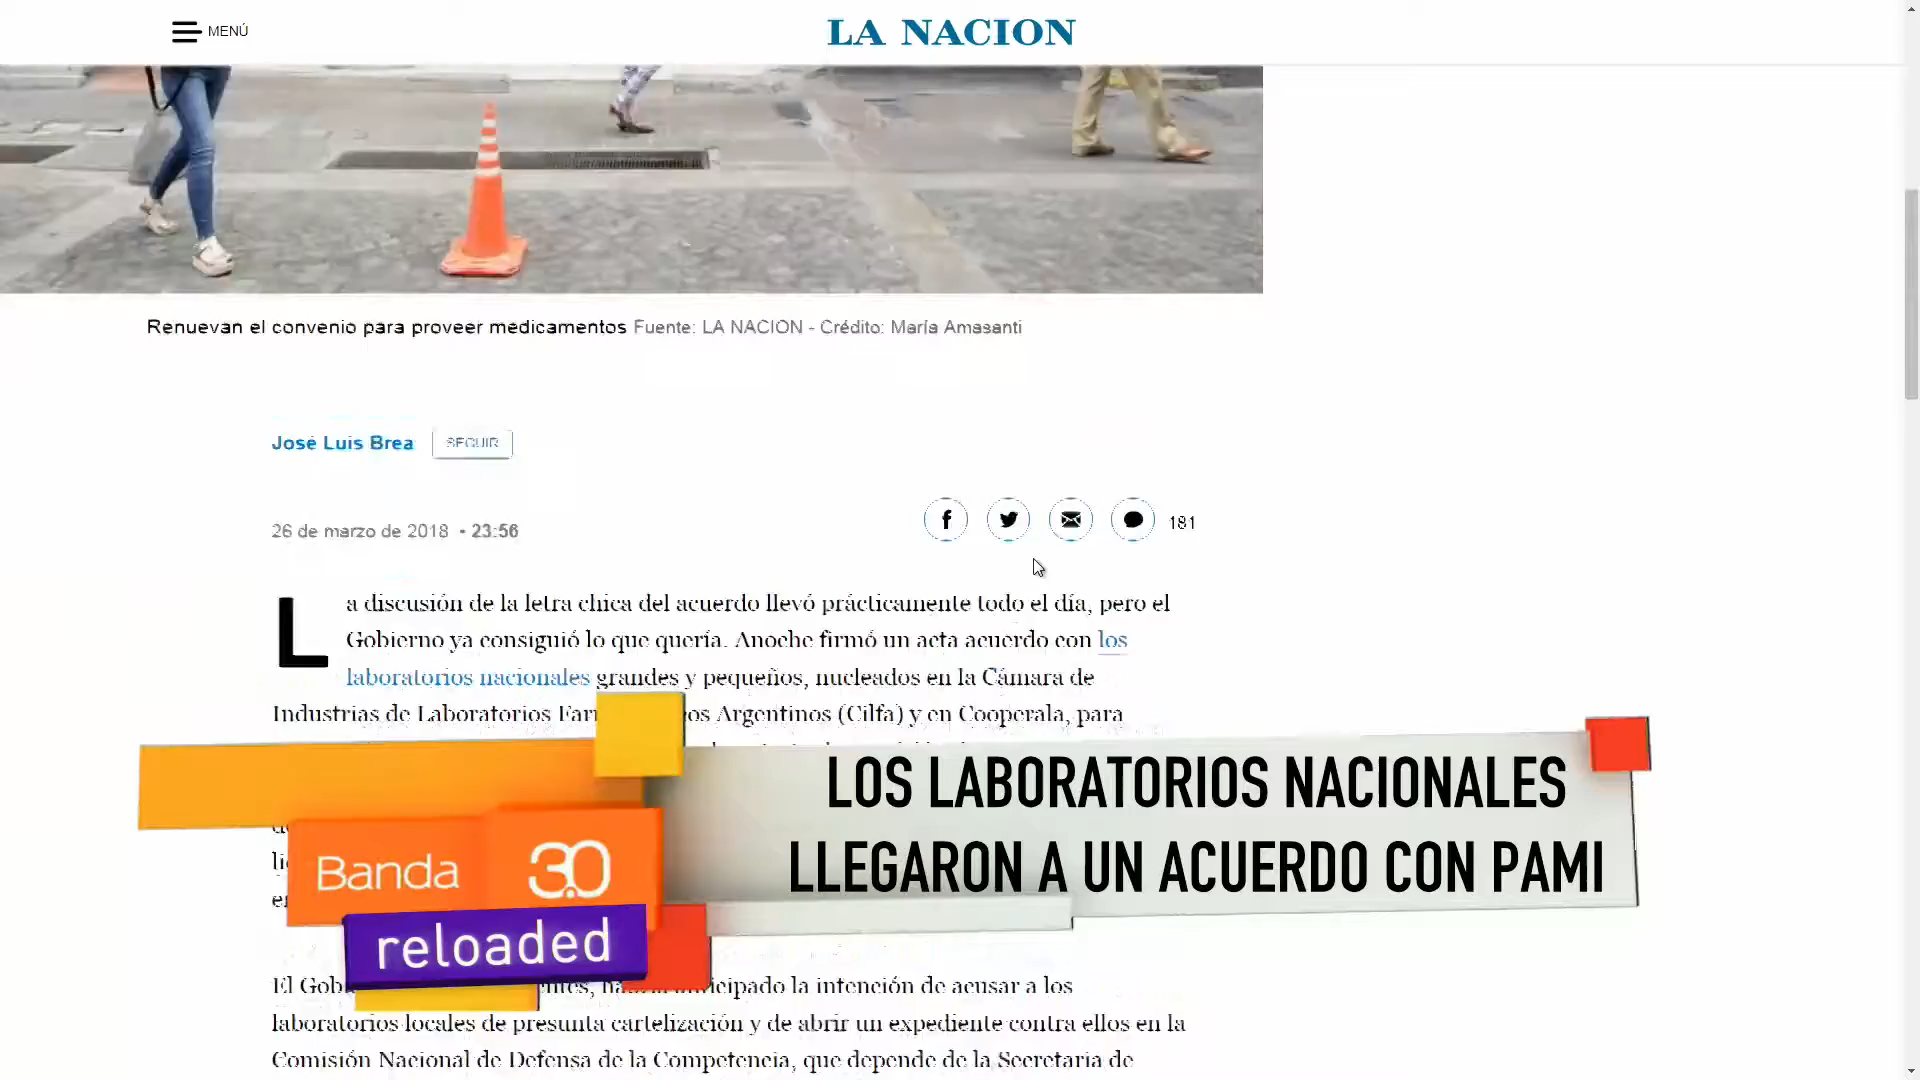 MENÚ
LA NACION
Renuevan el convenio para proveer medicamentos Fuente: LA NACION - Crédito: María Amasanti
José Luis Brea
SEGUIR
26 de marzo de 2018 - 23:56
181
La discusión de la letra chica del acuerdo llevó prácticamente todo el día, pero el
Gobierno ya consiguió lo que quería. Anoche firmó un acta acuerdo con los
laboratorios nacionales grandes y pequeños, nucleados en la Cámara de
Industrias de Laboratorios Argentinos (Cilfa) y en Cooperala, para
LOS LABORATORIOS NACIONALES
LLEGARON A UN ACUERDO CON PAMI
Banda 3.0
reloaded
El la intención de acusar a los
laboratorios locales de presunta cartelización y de abrir un expediente contra ellos en la
Comisión Nacional de Defensa de la Competencia, que depende de la Secretaría de